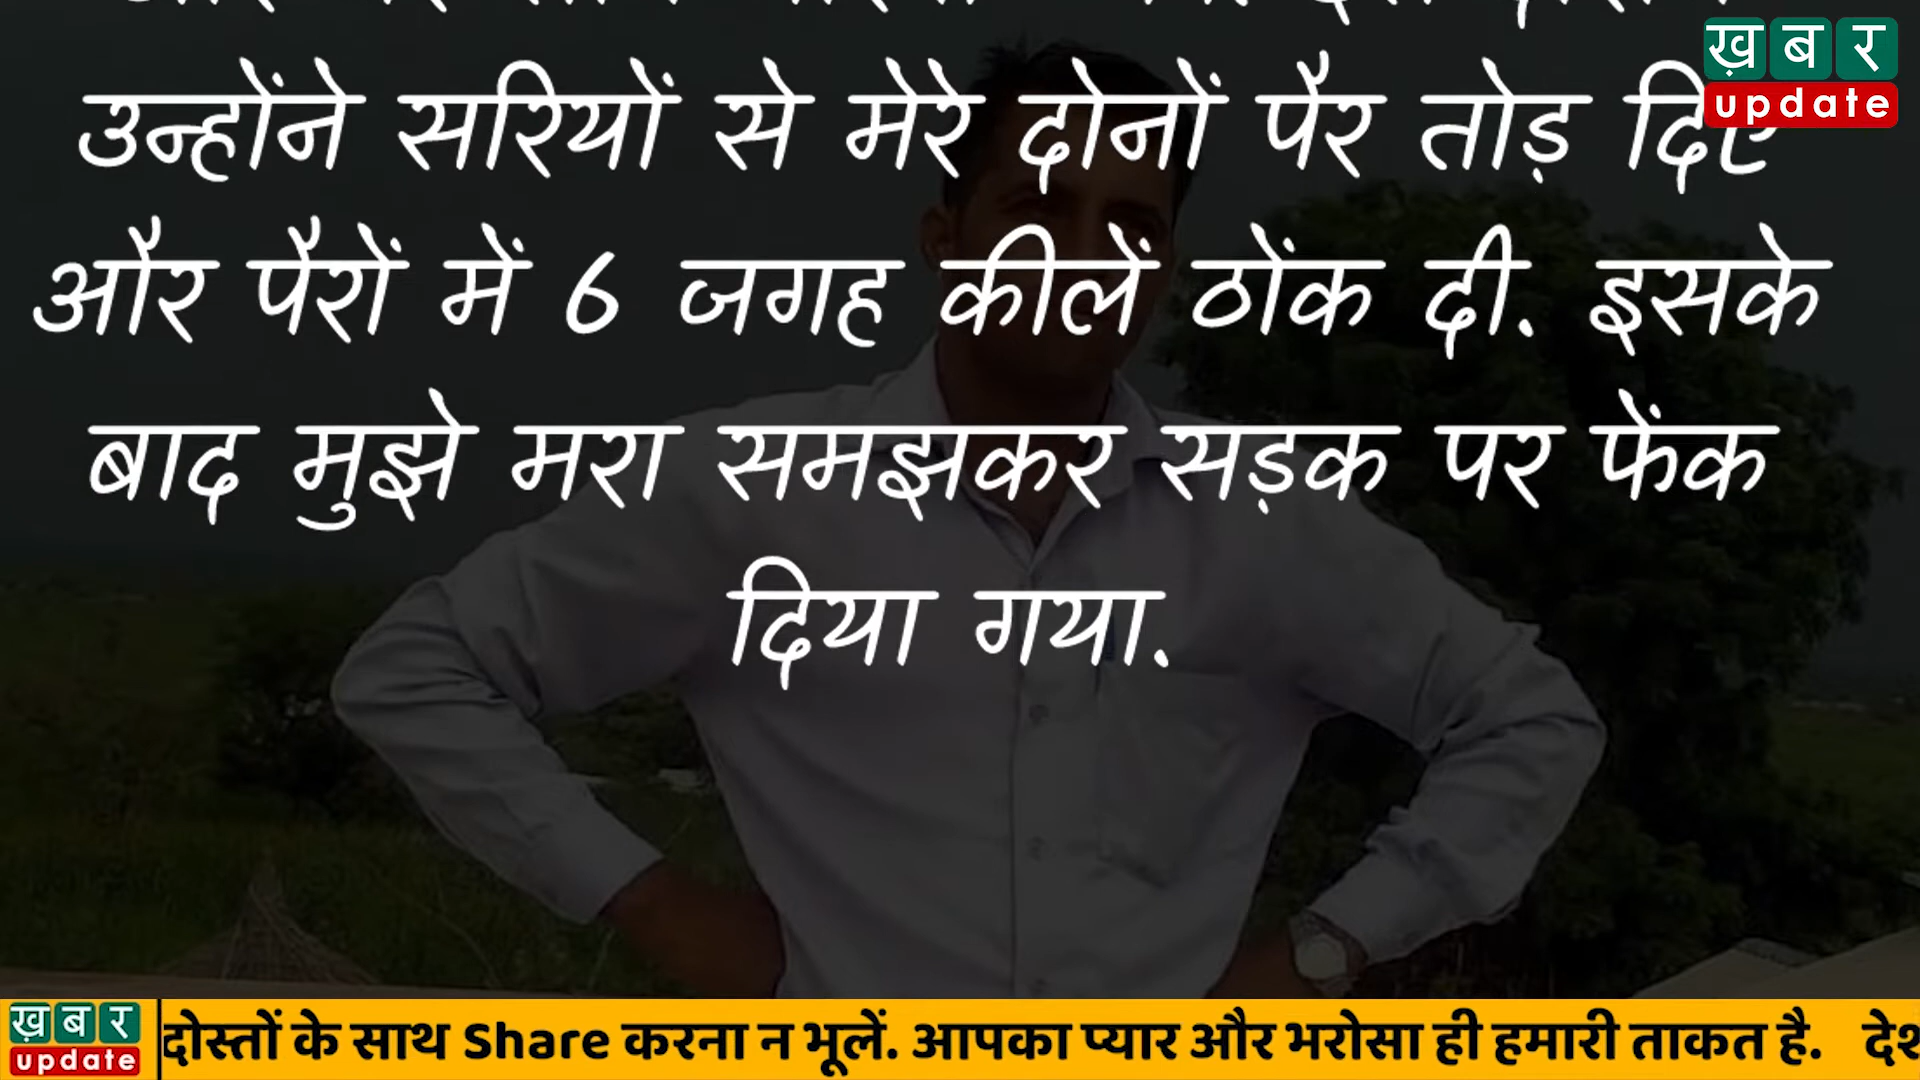 ख़बर
update
उन्होंने सरियों से मेरे दोनों पैर तोड़ दिए
और पैरों में 6 जगह कीलें ठोंक दी. इसके
बाद मुझे मरा समझकर सड़क पर फेंक
दिया गया.
ख़बर
update
दोस्तों के साथ Share करना न भूलें. आपका प्यार और भरोसा ही हमारी ताकत है.